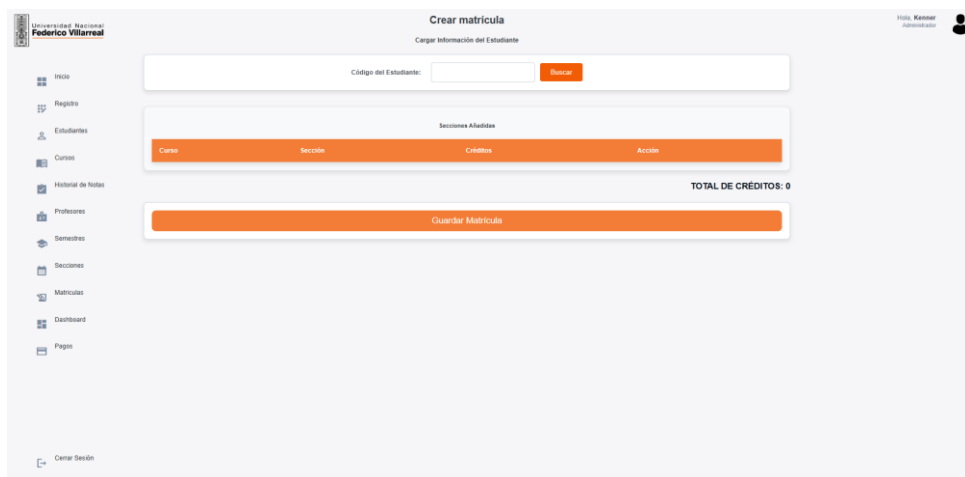 Universidad Nacional
Federico Villarreal
Crear matrícula
Cargar Información del Estudiante
Hola, Kenner
Administrador
Inicio
Registro
Estudiantes
Cursos
Historial de Notas
Profesores
Semestres
Secciones
Matrículas
Dashboard
Pagos
Cerrar Sesión
Código del Estudiante:
Buscar
Secciones Añadidas
Curso Sección Créditos Acción
TOTAL DE CRÉDITOS: 0
Guardar Matrícula